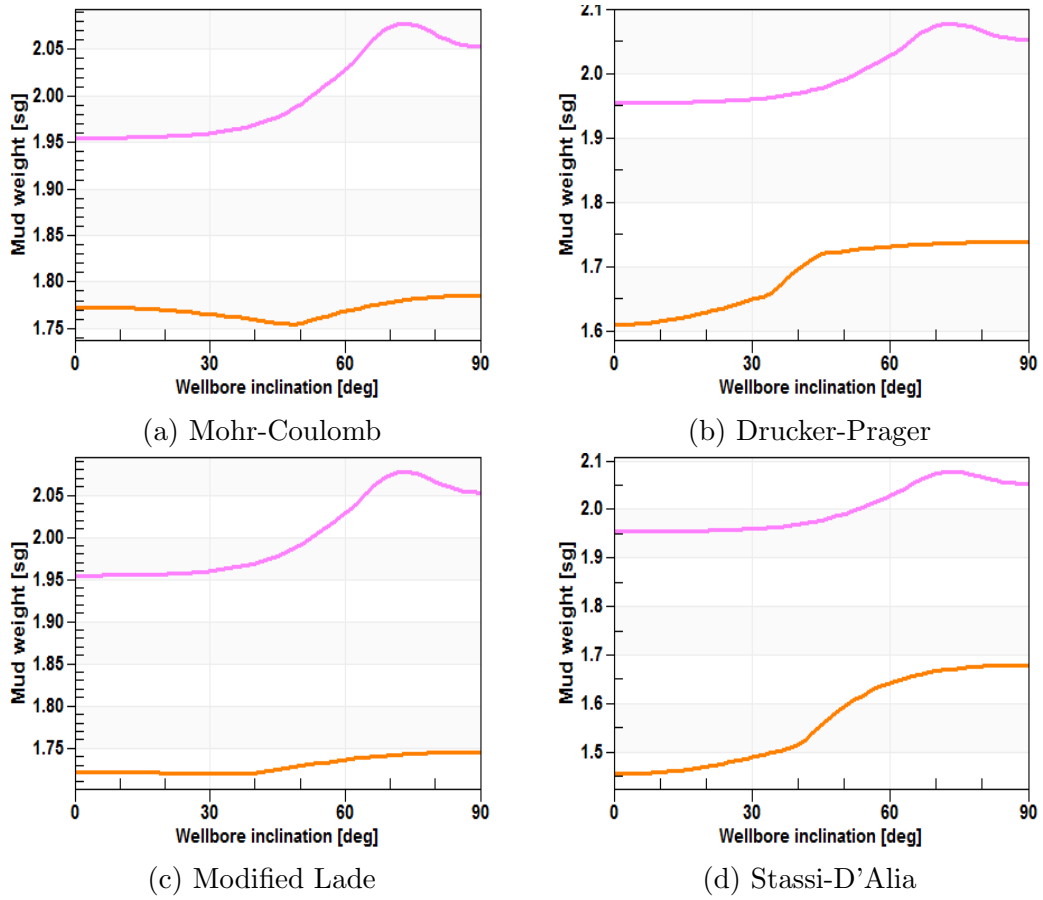 Mud weight [sg]
2.05
2.00
1.95
1.90
1.85
1.80
1.75
0 30 60 90
Wellbore inclination [deg]
(a) Mohr-Coulomb
Mud weight [sg]
2.1
2.0
1.9
1.8
1.7
1.6
0 30 60 90
Wellbore inclination [deg]
(b) Drucker-Prager
Mud weight [sg]
2.05
2.00
1.95
1.90
1.85
1.80
1.75
0 30 60 90
Wellbore inclination [deg]
(c) Modified Lade
Mud weight [sg]
2.1
2.0
1.9
1.8
1.7
1.6
1.5
0 30 60 90
Wellbore inclination [deg]
(d) Stassi-D'Alia